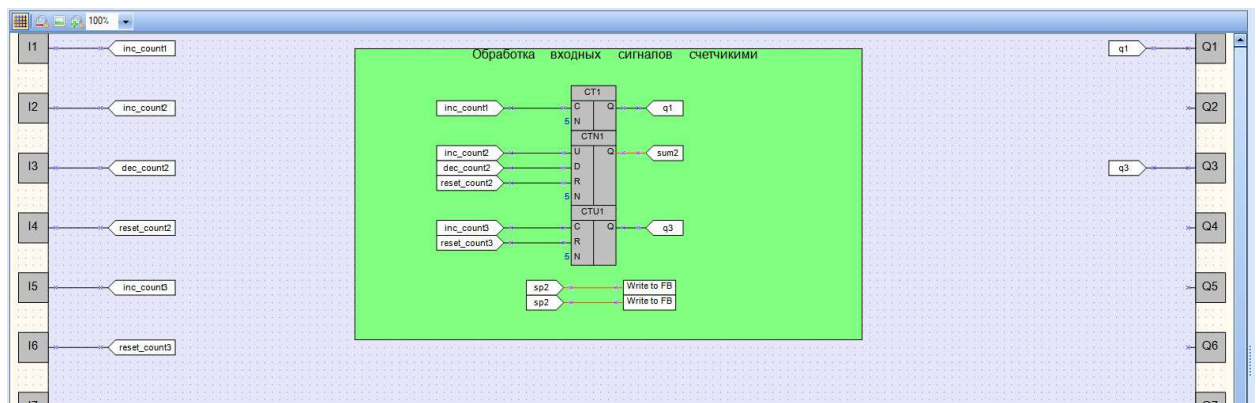 100%
I1 inc_count1
Обработка входных сигналов счетчикими
q1 Q1
CT1
I2 inc_count2
inc_count1 C Q q1
Q2
5 N
CTN1
inc_count2 U Q sum2
I3 dec_count2
dec_count2 D
q3 Q3
reset_count2 R
5 N
CTU1
I4 reset_count2
inc_count3 C Q q3
Q4
reset_count3 R
5 N
I5 inc_count3
sp2 Write to FB
Q5
sp2 Write to FB
I6 reset_count3
Q6